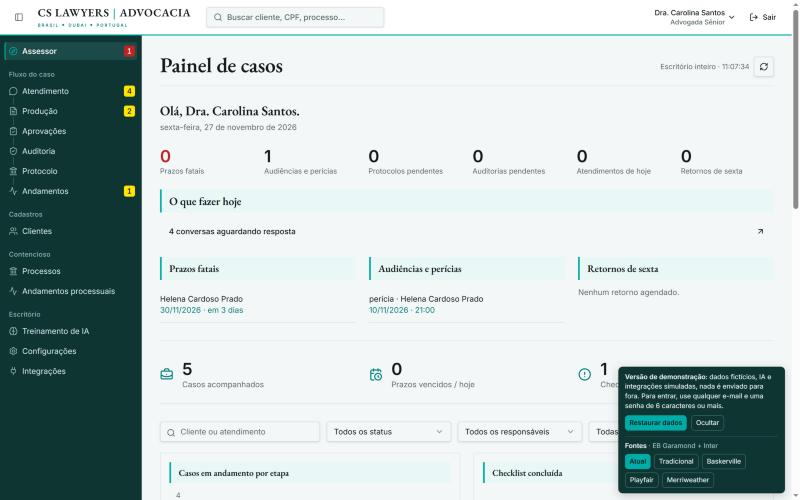 CS LAWYERS | ADVOCACIA
BRASIL • DUBAI • PORTUGAL
Buscar cliente, CPF, processo...
Dra. Carolina Santos
Advogada Sênior
Sair
Assessor
1
Fluxo do caso
Atendimento
4
Produção
2
Aprovações
Auditoria
Protocolo
Andamentos
1
Cadastros
Clientes
Contencioso
Processos
Andamentos processuais
Escritório
Treinamento de IA
Configurações
Integrações
Painel de casos
Escritório inteiro · 11:07:34
Olá, Dra. Carolina Santos.
sexta-feira, 27 de novembro de 2026
0
Prazos fatais
1
Audiências e perícias
0
Protocolos pendentes
0
Auditorias pendentes
0
Atendimentos de hoje
0
Retornos de sexta
O que fazer hoje
4 conversas aguardando resposta
Prazos fatais
Helena Cardoso Prado
30/11/2026 · em 3 dias
Audiências e perícias
perícia · Helena Cardoso Prado
10/11/2026 · 21:00
Retornos de sexta
Nenhum retorno agendado.
5
Casos acompanhados
0
Prazos vencidos / hoje
1
Chec
Cliente ou atendimento
Todos os status
Todos os responsáveis
Todas
Casos em andamento por etapa
4
Checklist concluída
Versão de demonstração: dados fictícios, IA e
integrações simuladas, nada é enviado para
fora. Para entrar, use qualquer e-mail e uma
senha de 6 caracteres ou mais.
Restaurar dados
Ocultar
Fontes · EB Garamond + Inter
Atual
Tradicional
Baskerville
Playfair
Merriweather